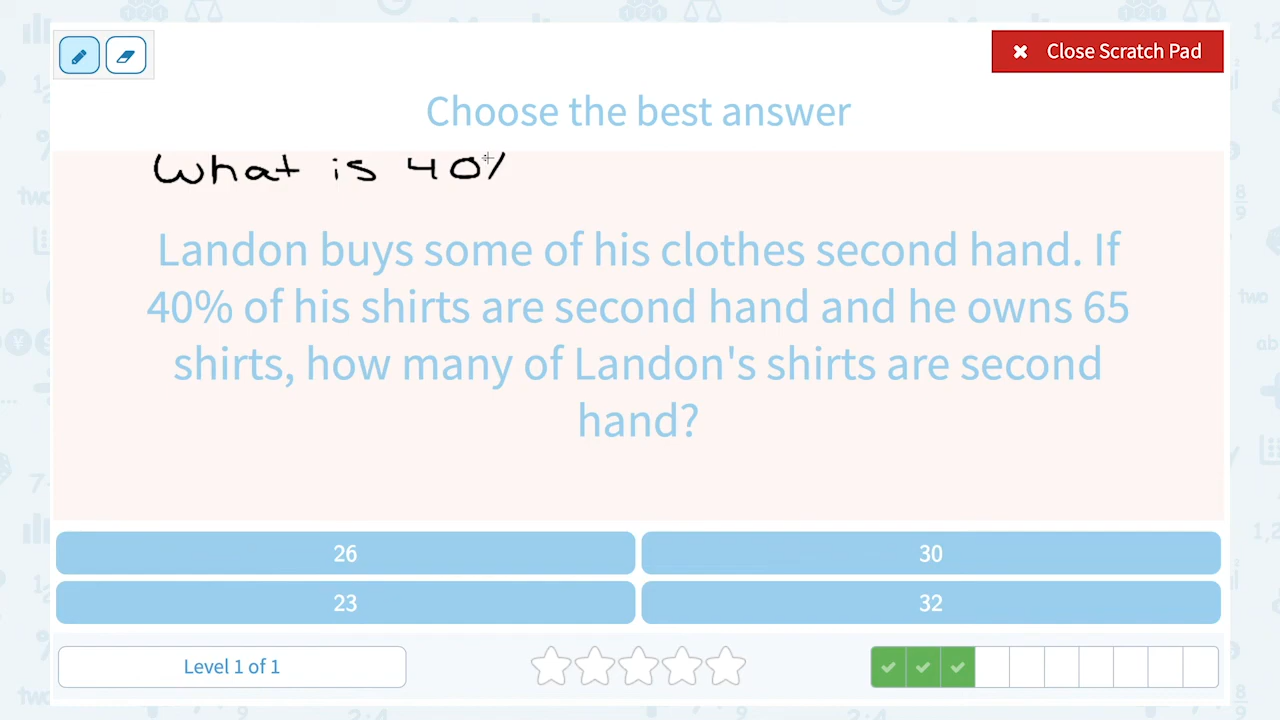 Close Scratch Pad
Choose the best answer
What is 40%
Landon buys some of his clothes second hand. If
40% of his shirts are second hand and he owns 65
shirts, how many of Landon's shirts are second
hand?
26
30
23
32
Level 1 of 1